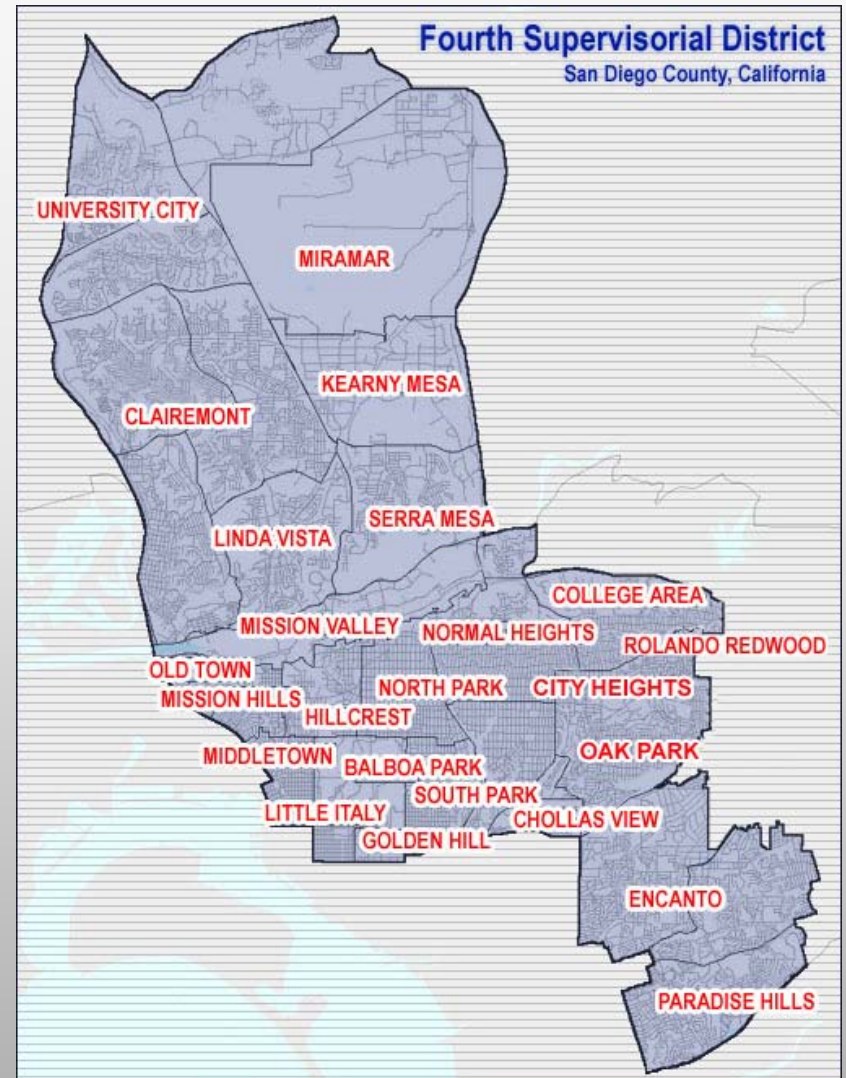 Fourth Supervisorial District
San Diego County, California
UNIVERSITY CITY
MIRAMAR
KEARNY MESA
CLAIREMONT
SERRA MESA
LINDA VISTA
COLLEGE AREA
MISSION VALLEY
NORMAL HEIGHTS
ROLANDO REDWOOD
OLD TOWN
MISSION HILLS
NORTH PARK
CITY HEIGHTS
HILLCREST
OAK PARK
MIDDLETOWN
BALBOA PARK
SOUTH PARK
LITTLE ITALY
CHOLLAS VIEW
GOLDEN HILL
ENCANTO
PARADISE HILLS